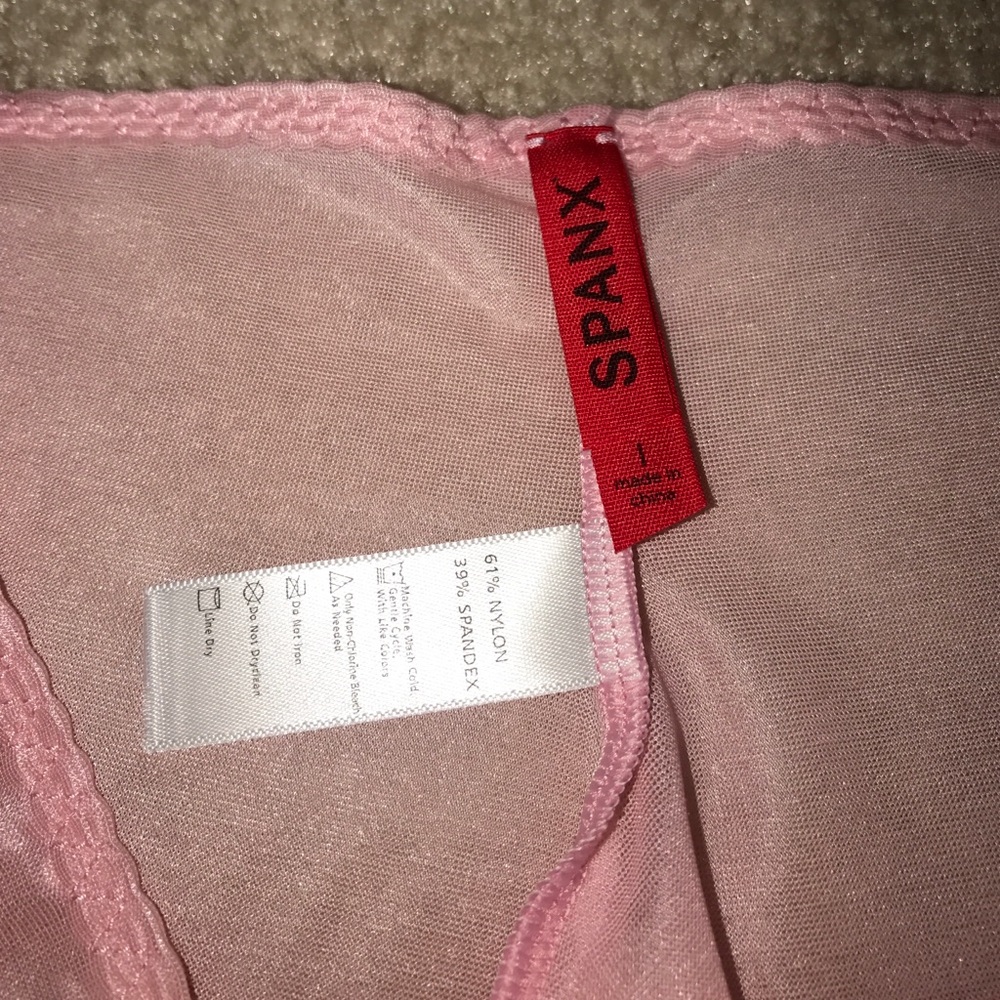 SPANX
made in
china
61% NYLON
39% SPANDEX
Machine Wash Cold
Gentle Cycle,
With Like Colors
Only Non-Chlorine Bleach
As Needed
Do Not Iron
Do Not Dryclean
Line Dry